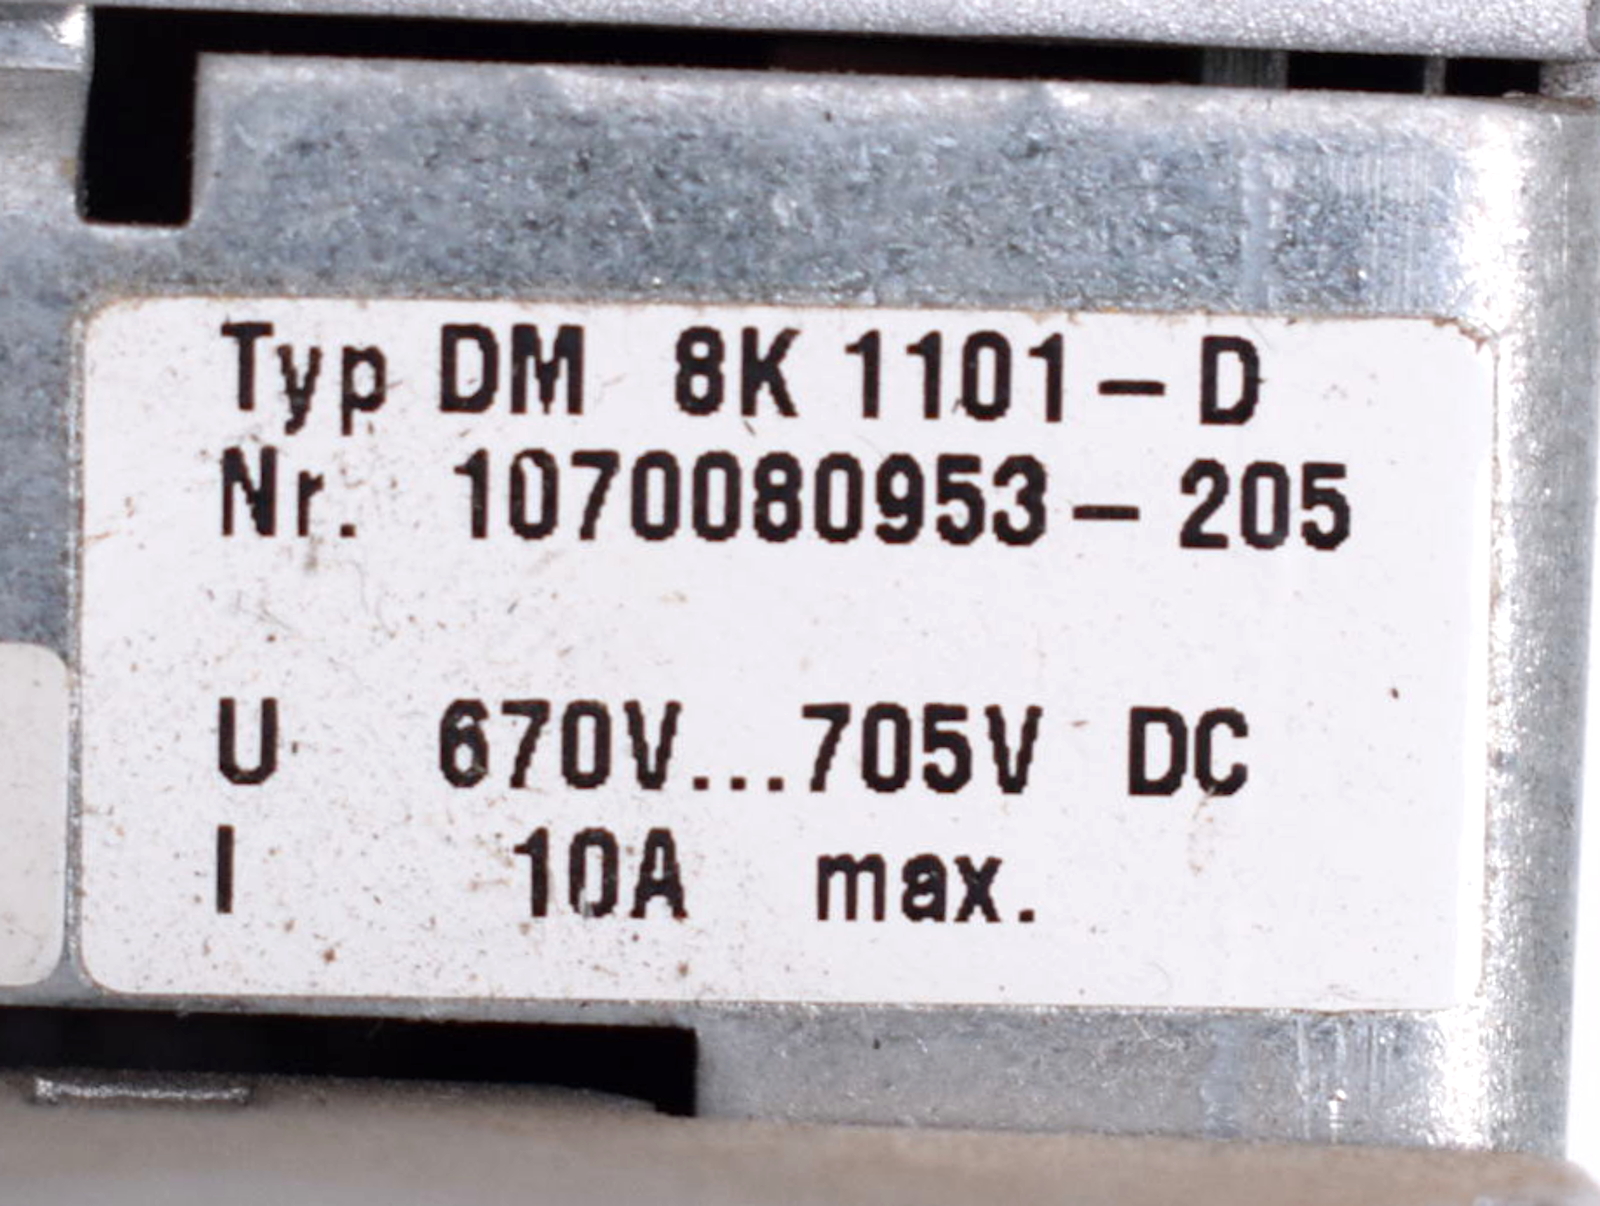 Typ DM 8K 1101-D
Nr. 1070080953-205
U 670V...705V DC
I 10A max.